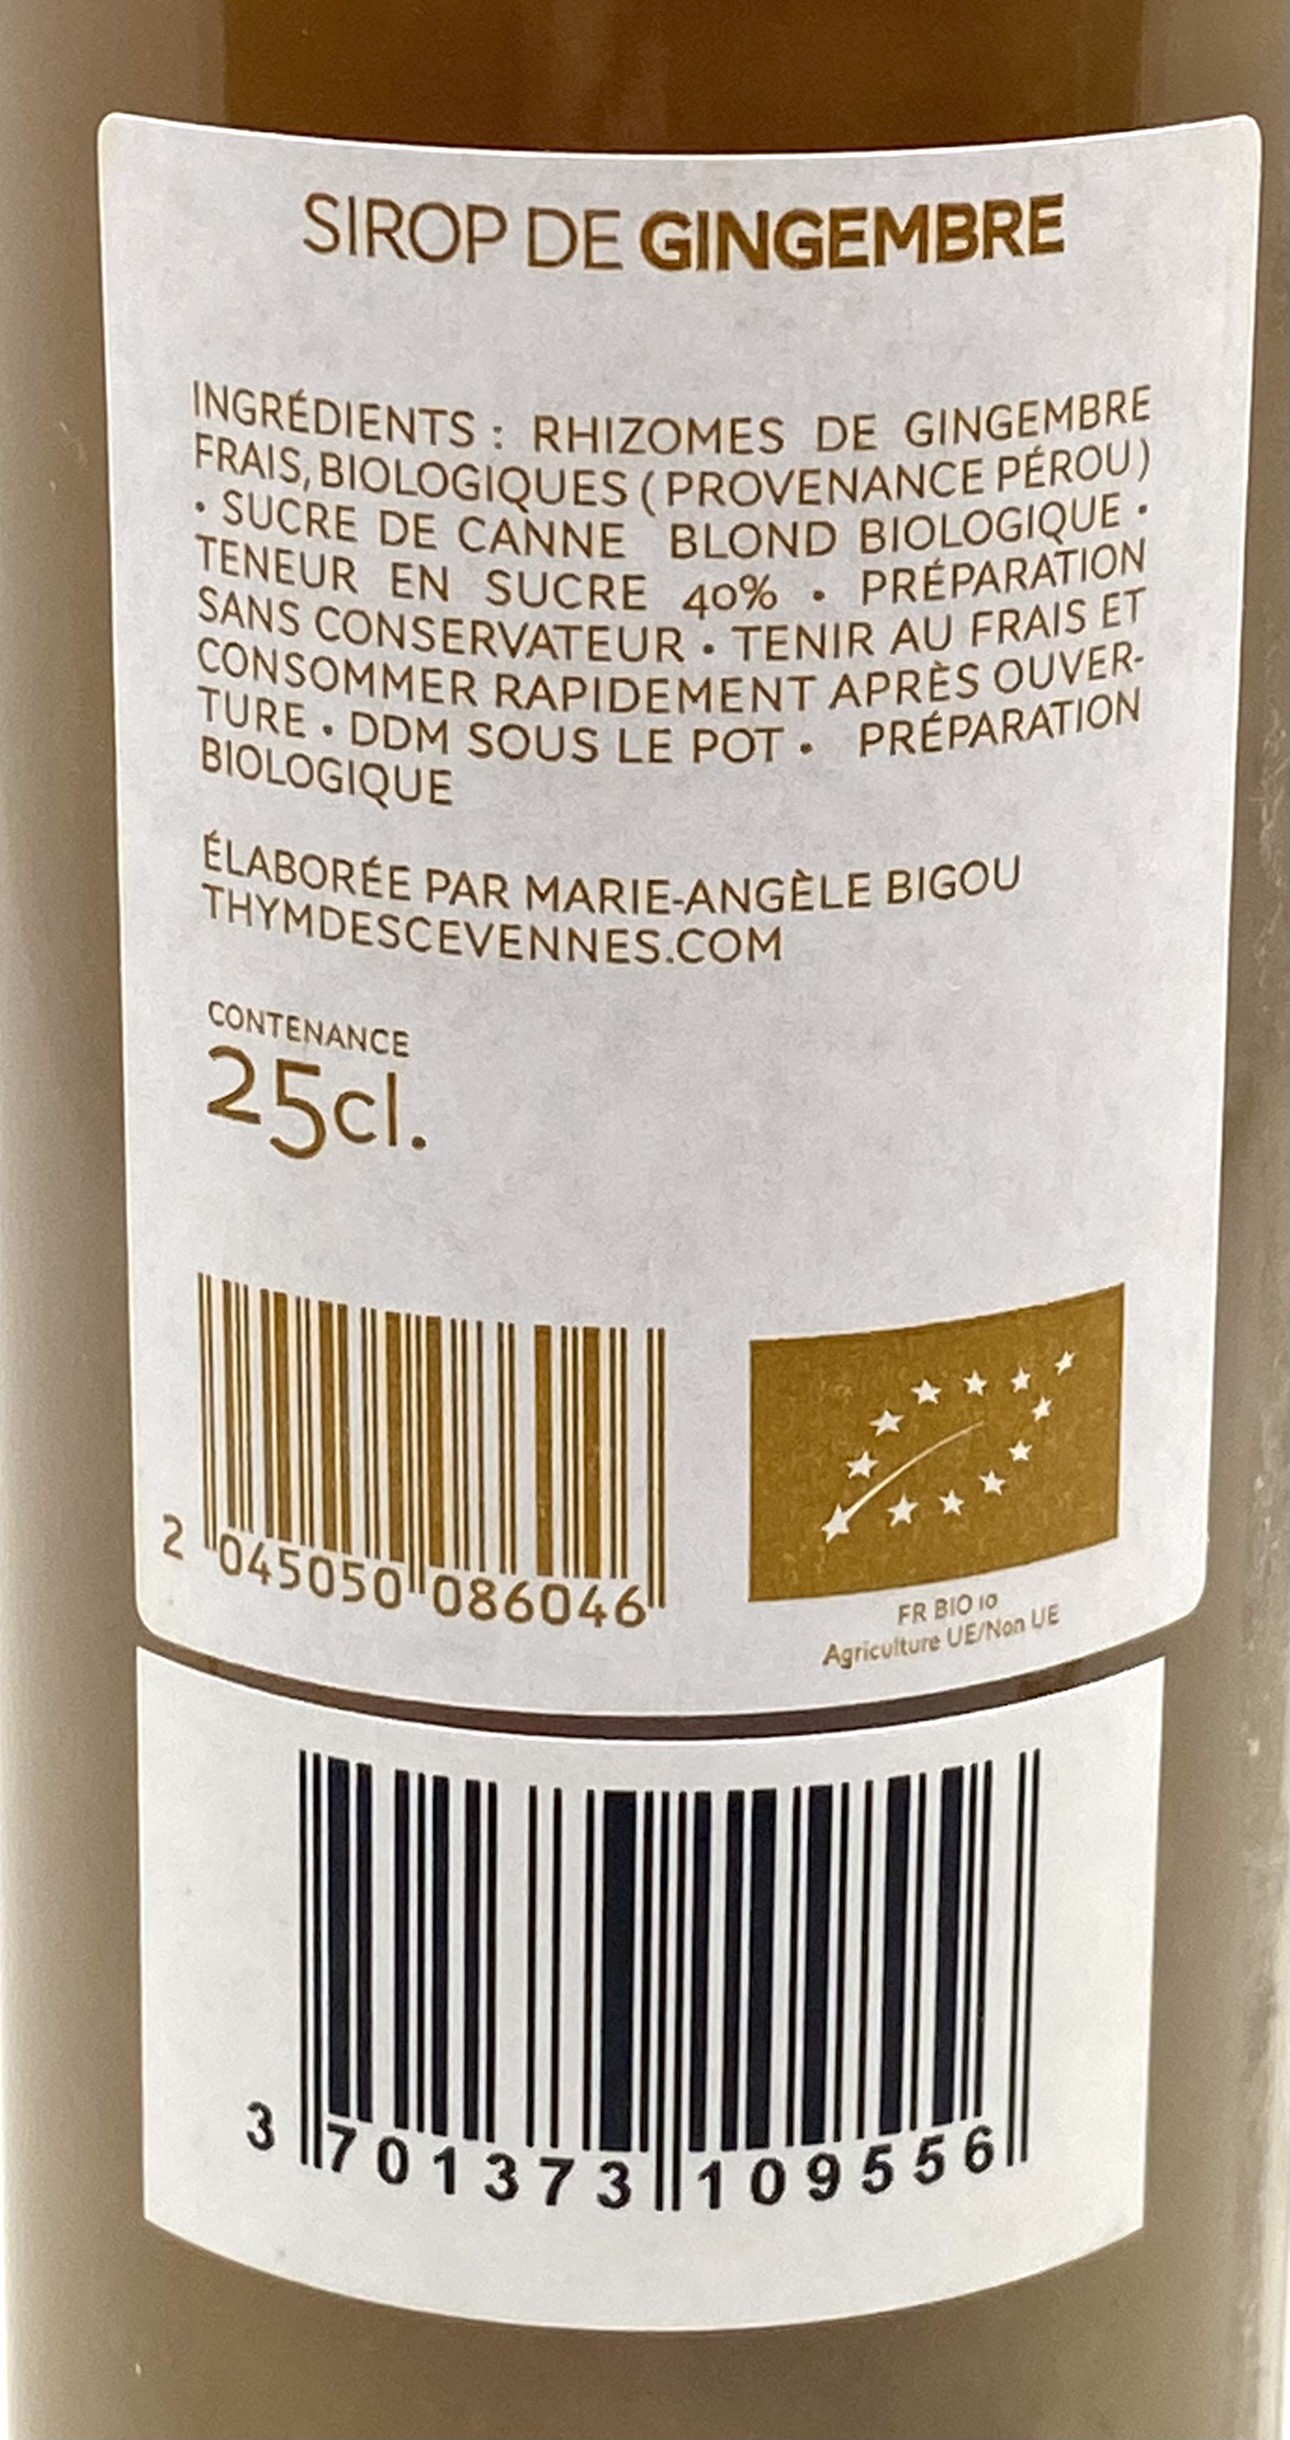 SIROP DE GINGEMBRE
INGRÉDIENTS : RHIZOMES DE GINGEMBRE
FRAIS, BIOLOGIQUES ( PROVENANCE PÉROU )
• SUCRE DE CANNE BLOND BIOLOGIQUE •
TENEUR EN SUCRE 40% • PRÉPARATION
SANS CONSERVATEUR • TENIR AU FRAIS ET
CONSOMMER RAPIDEMENT APRÈS OUVER-
TURE • DDM SOUS LE POT • PRÉPARATION
BIOLOGIQUE
ÉLABORÉE PAR MARIE-ANGÈLE BIGOU
THYMDESCEVENNES.COM
CONTENANCE
25cl.
2 045050 086046
FR BIO 10
Agriculture UE/Non UE
3 701373 109556